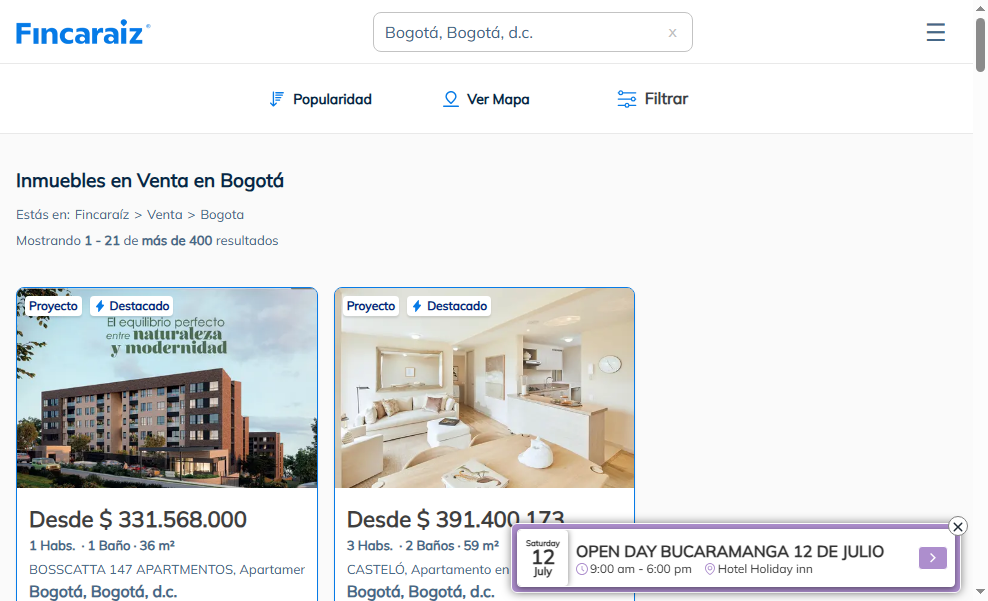 Fincaraiz
Bogotá, Bogotá, d.c.
x
Popularidad
Ver Mapa
Filtrar
Inmuebles en Venta en Bogotá
Estás en: Fincaraíz > Venta > Bogota
Mostrando 1 - 21 de más de 400 resultados
Proyecto
Destacado
El equilibrio perfecto
entre naturaleza
y modernidad
Desde $ 331.568.000
1 Habs. · 1 Baño · 36 m²
BOSSCATTA 147 APARTMENTOS, Apartamer
Bogotá, Bogotá, d.c.
Proyecto
Destacado
Desde $ 391.400.173
3 Habs. · 2 Baños · 59 m²
CASTELÓ, Apartamento en
Bogotá, Bogotá, d.c.
Saturday
12
July
OPEN DAY BUCARAMANGA 12 DE JULIO
9:00 am - 6:00 pm Hotel Holiday inn